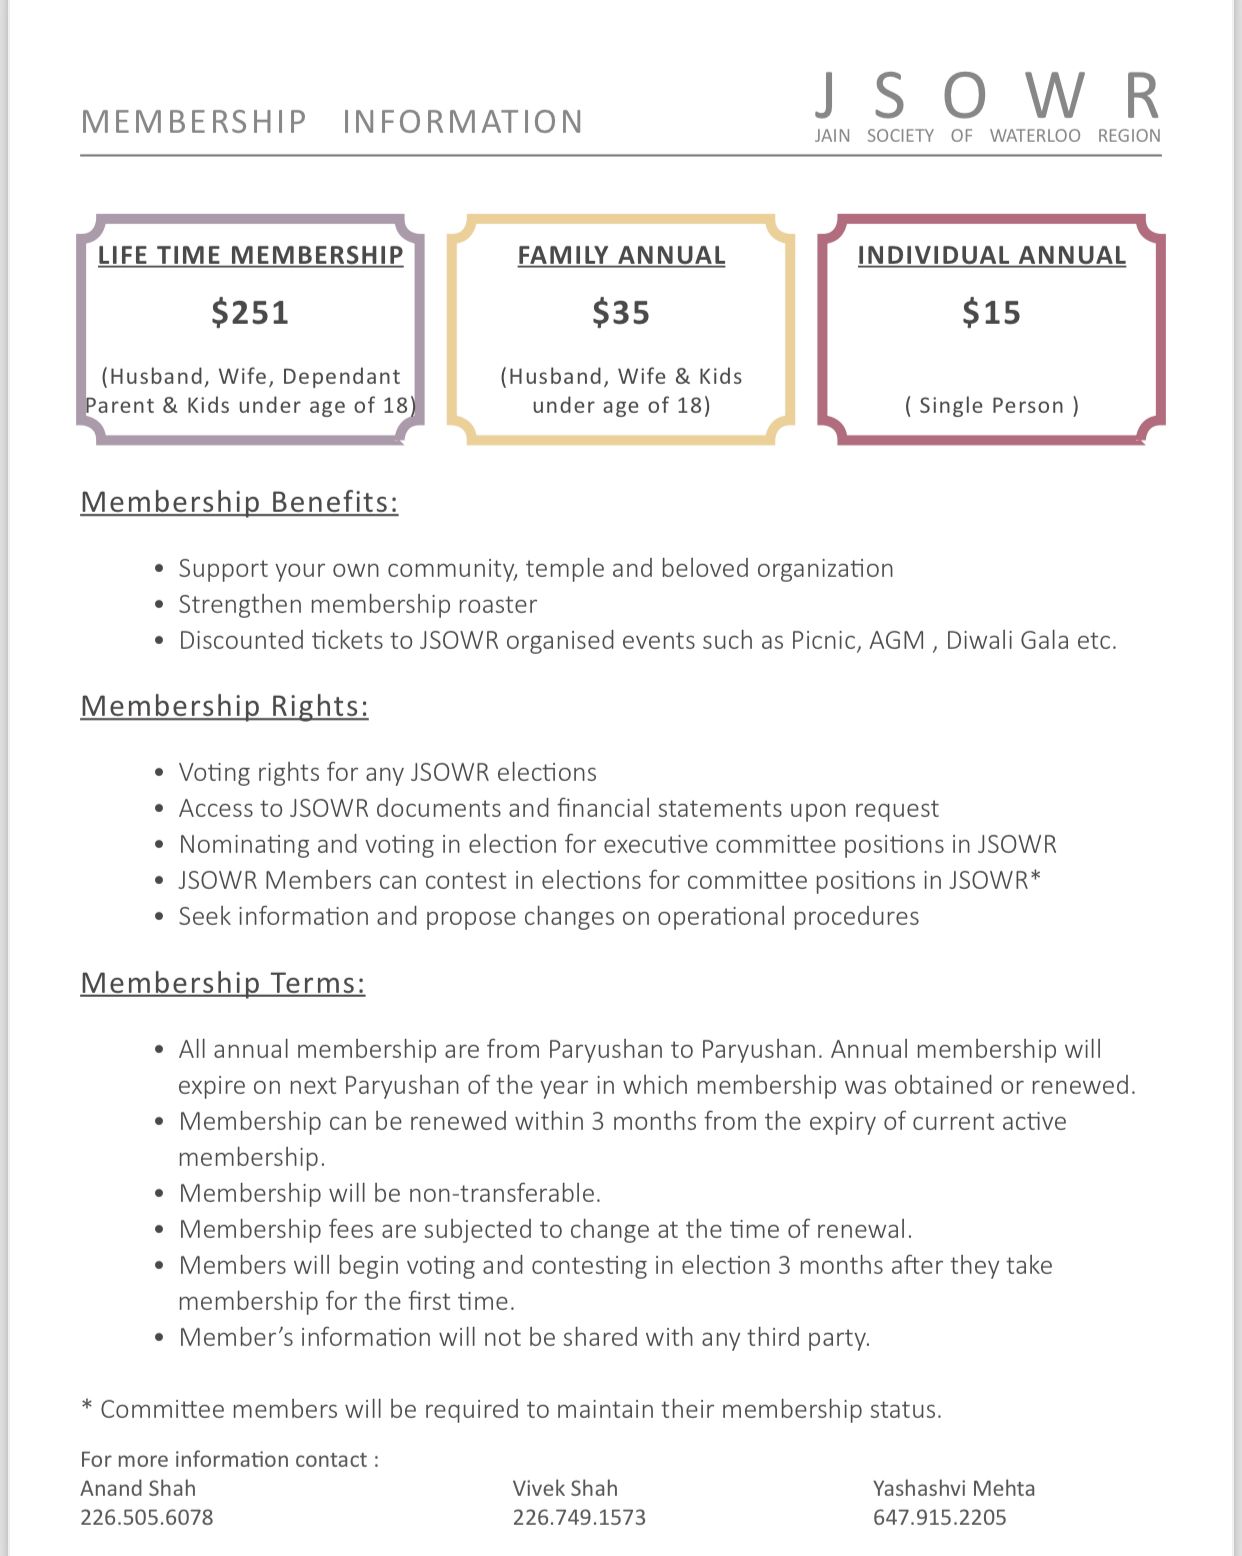 J S O W R
MEMBERSHIP INFORMATION
JAIN SOCIETY OF WATERLOO REGION
LIFE TIME MEMBERSHIP
$251
(Husband, Wife, Dependant
Parent & Kids under age of 18)
FAMILY ANNUAL
$35
(Husband, Wife & Kids
under age of 18)
INDIVIDUAL ANNUAL
$15
( Single Person )
Membership Benefits:
• Support your own community, temple and beloved organization
• Strengthen membership roaster
• Discounted tickets to JSOWR organised events such as Picnic, AGM , Diwali Gala etc.
Membership Rights:
• Voting rights for any JSOWR elections
• Access to JSOWR documents and financial statements upon request
• Nominating and voting in election for executive committee positions in JSOWR
• JSOWR Members can contest in elections for committee positions in JSOWR*
• Seek information and propose changes on operational procedures
Membership Terms:
• All annual membership are from Paryushan to Paryushan. Annual membership will
expire on next Paryushan of the year in which membership was obtained or renewed.
• Membership can be renewed within 3 months from the expiry of current active
membership.
• Membership will be non-transferable.
• Membership fees are subjected to change at the time of renewal.
• Members will begin voting and contesting in election 3 months after they take
membership for the first time.
• Member’s information will not be shared with any third party.
* Committee members will be required to maintain their membership status.
For more information contact :
Anand Shah
226.505.6078
Vivek Shah
226.749.1573
Yashashvi Mehta
647.915.2205